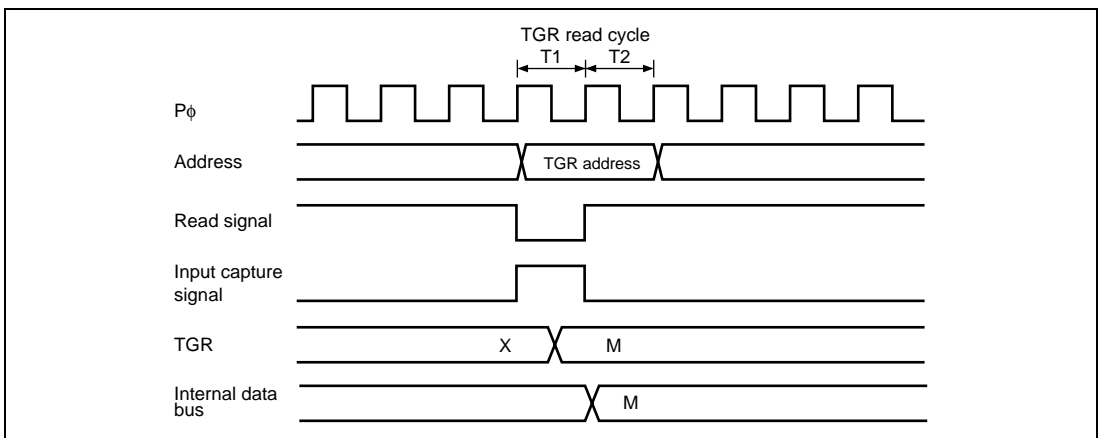 TGR read cycle
T1 T2
Pφ
Address
TGR address
Read signal
Input capture
signal
TGR
X M
Internal data
bus
M